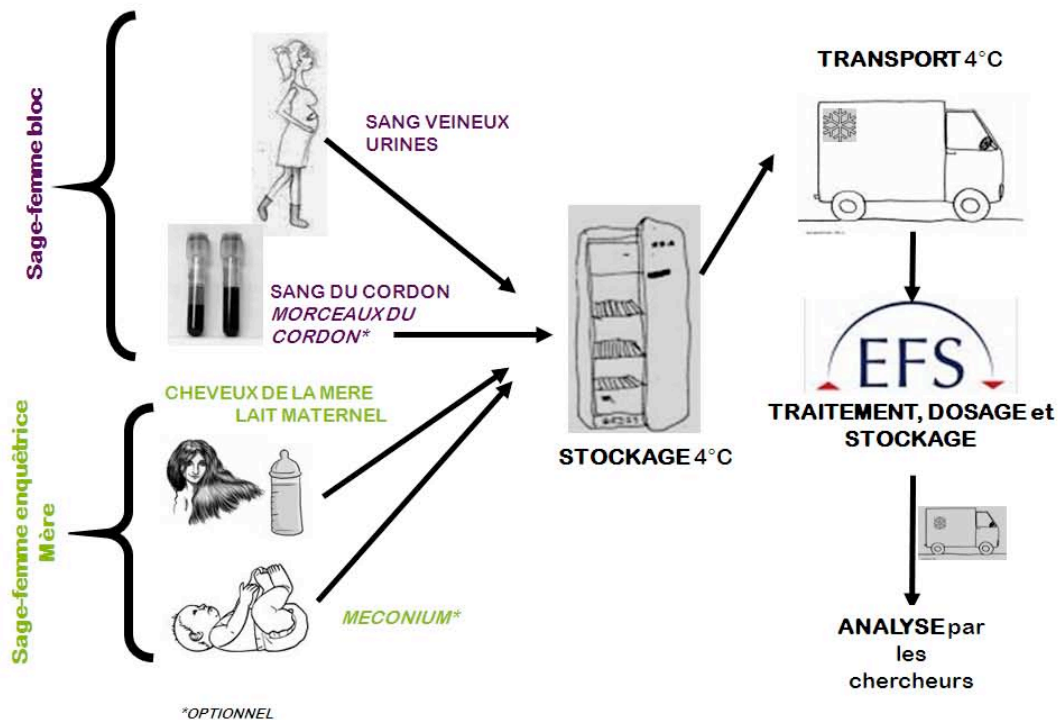 Sage-femme bloc
SANG VEINEUX
URINES
SANG DU CORDON
MORCEAUX DU
CORDON*
Sage-femme enquêtrice
Mère
CHEVEUX DE LA MERE
LAIT MATERNEL
MECONIUM*
*OPTIONNEL
STOCKAGE 4°C
TRANSPORT 4°C
EFS
TRAITEMENT, DOSAGE et
STOCKAGE
ANALYSE par
les
chercheurs